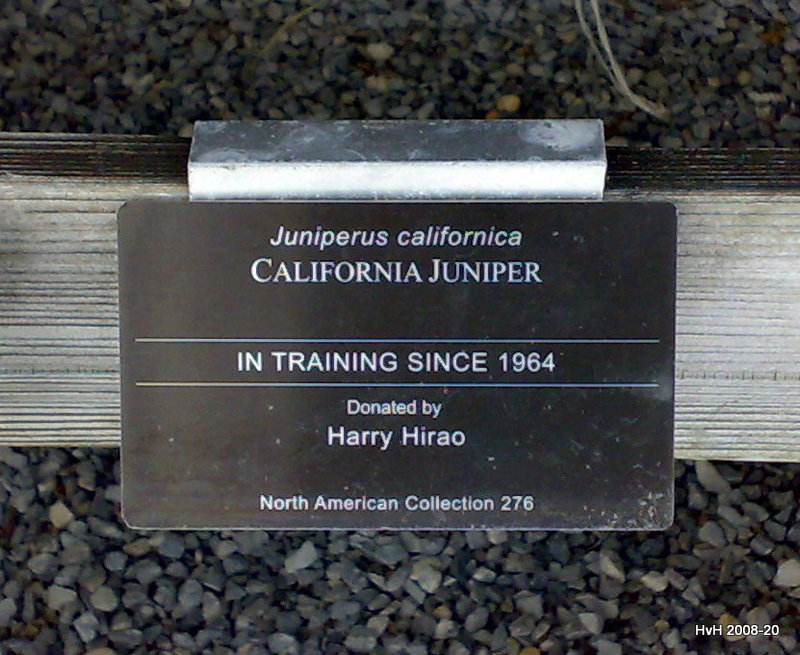 Juniperus californica
CALIFORNIA JUNIPER
IN TRAINING SINCE 1964
Donated by
Harry Hirao
North American Collection 276
HvH 2008-20